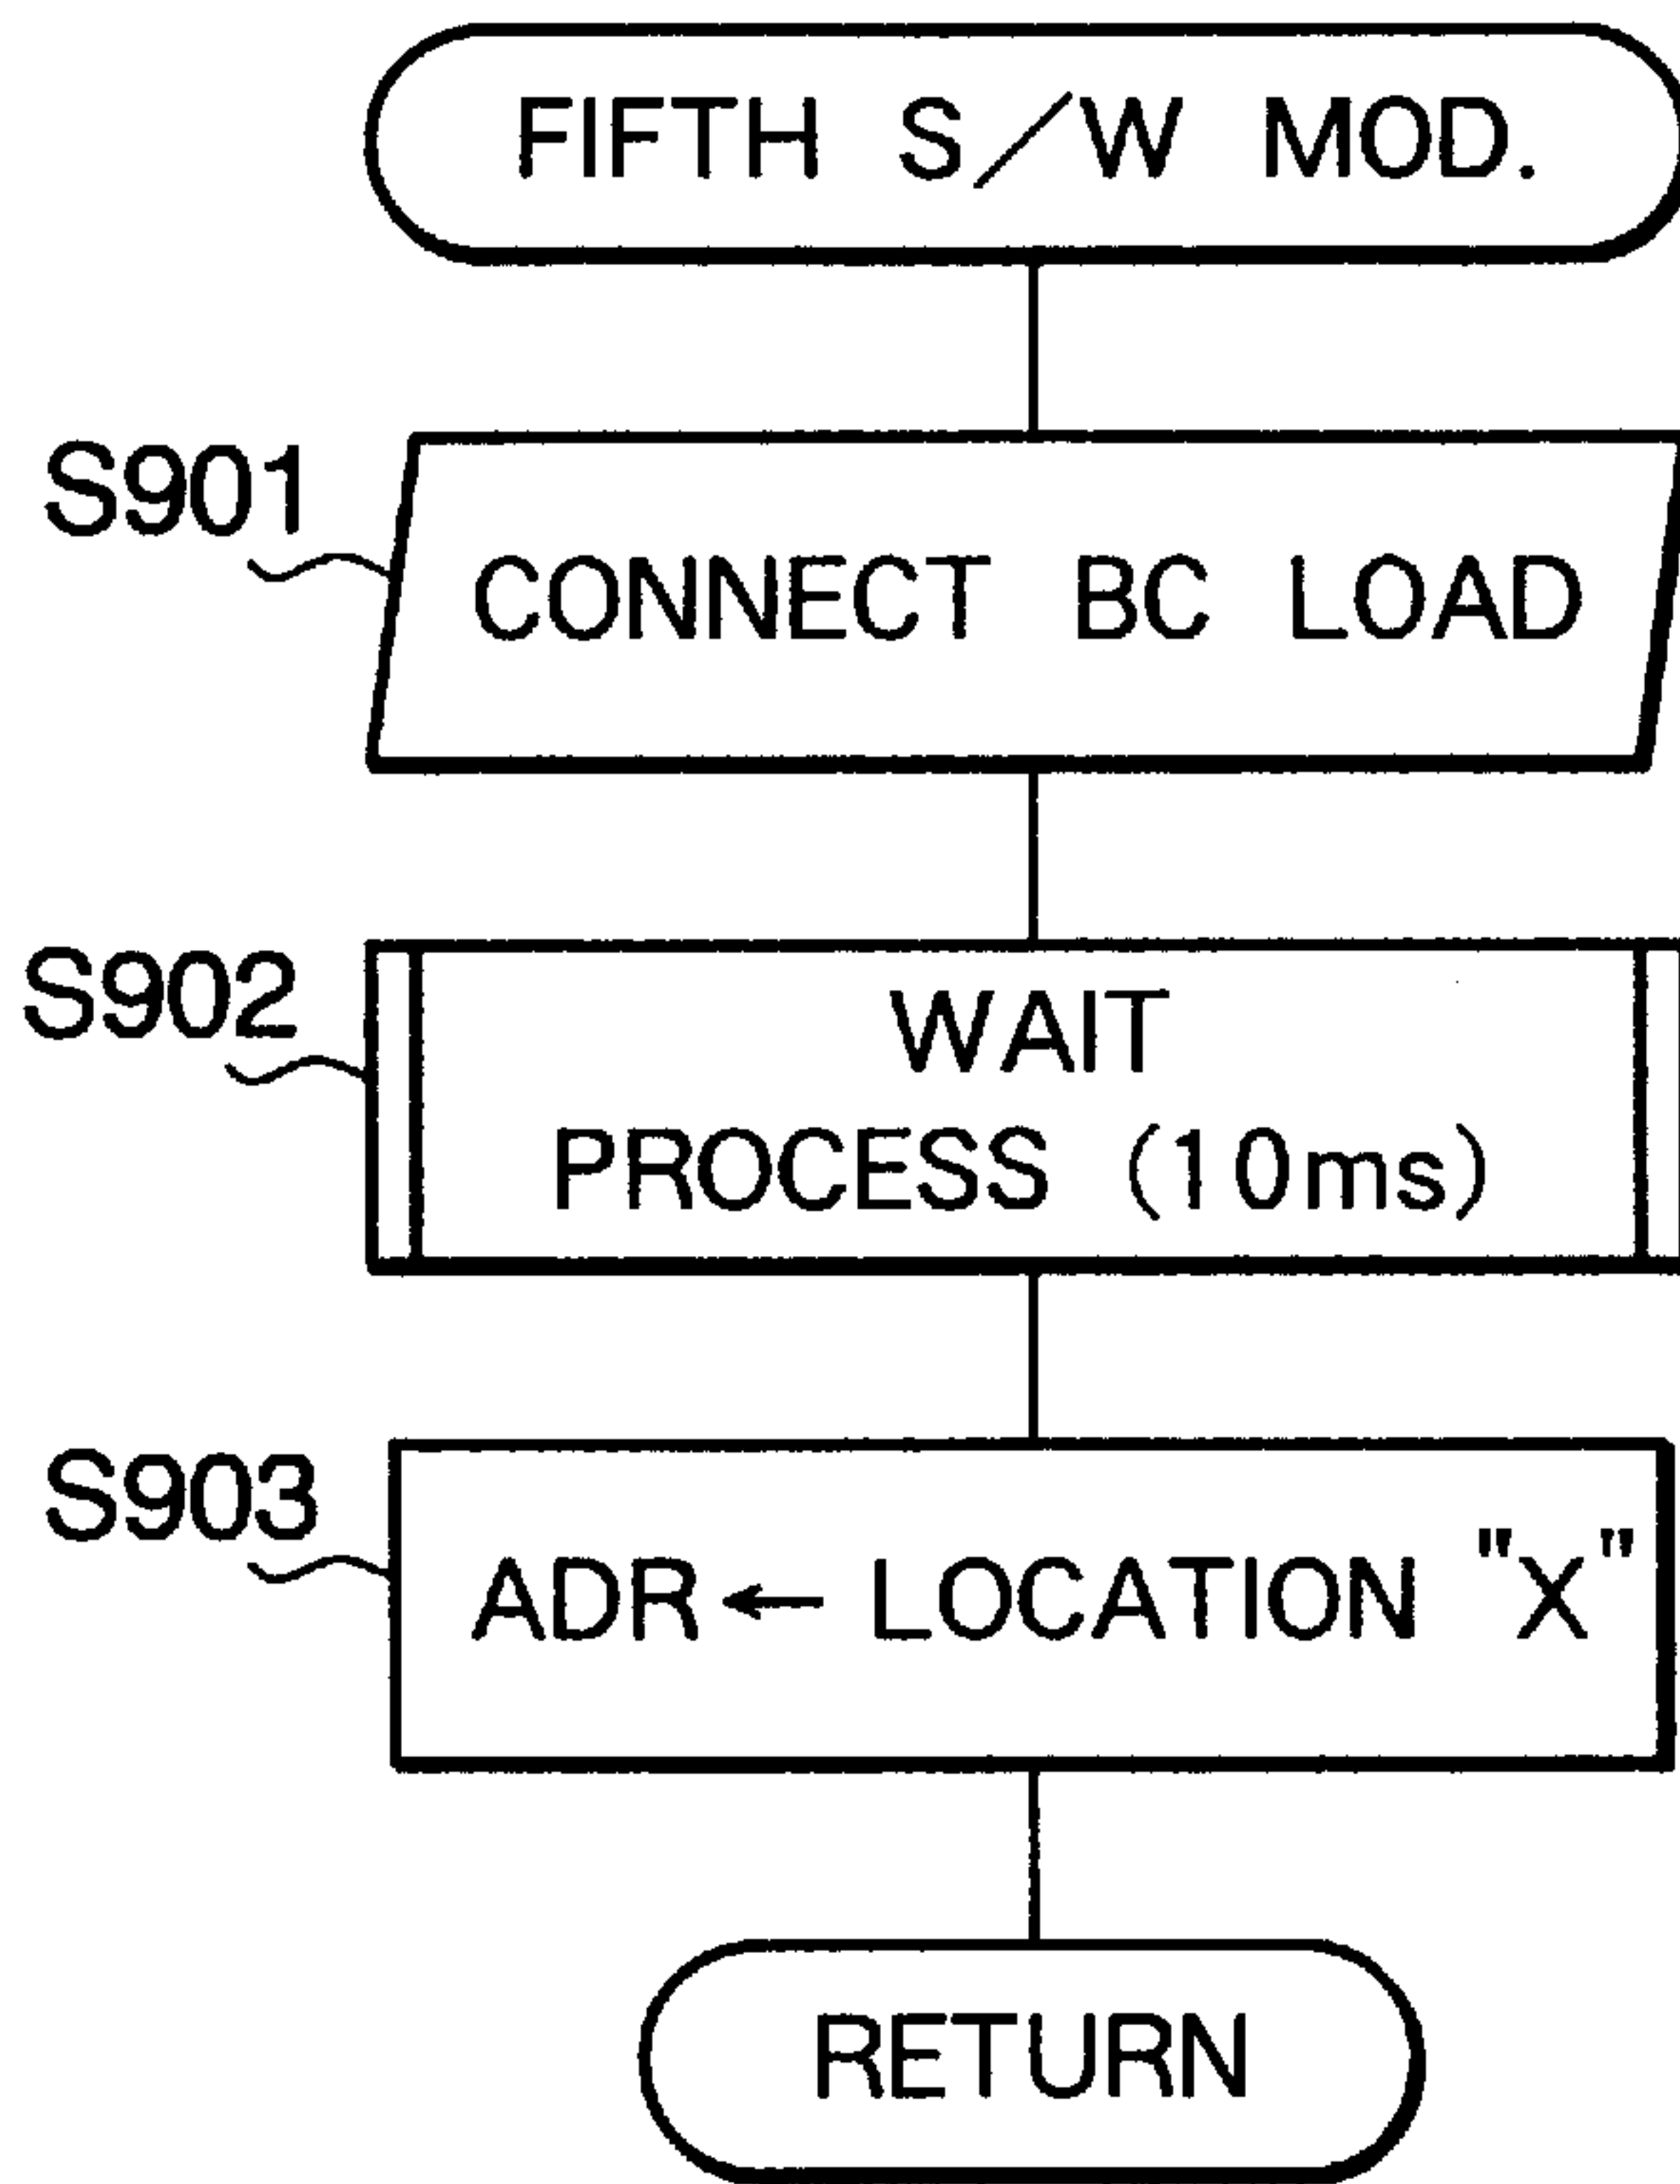 FIFTH S/W MOD.
S901
CONNECT BC LOAD
S902
WAIT
PROCESS (10ms)
S903
ADR← LOCATION "X"
RETURN